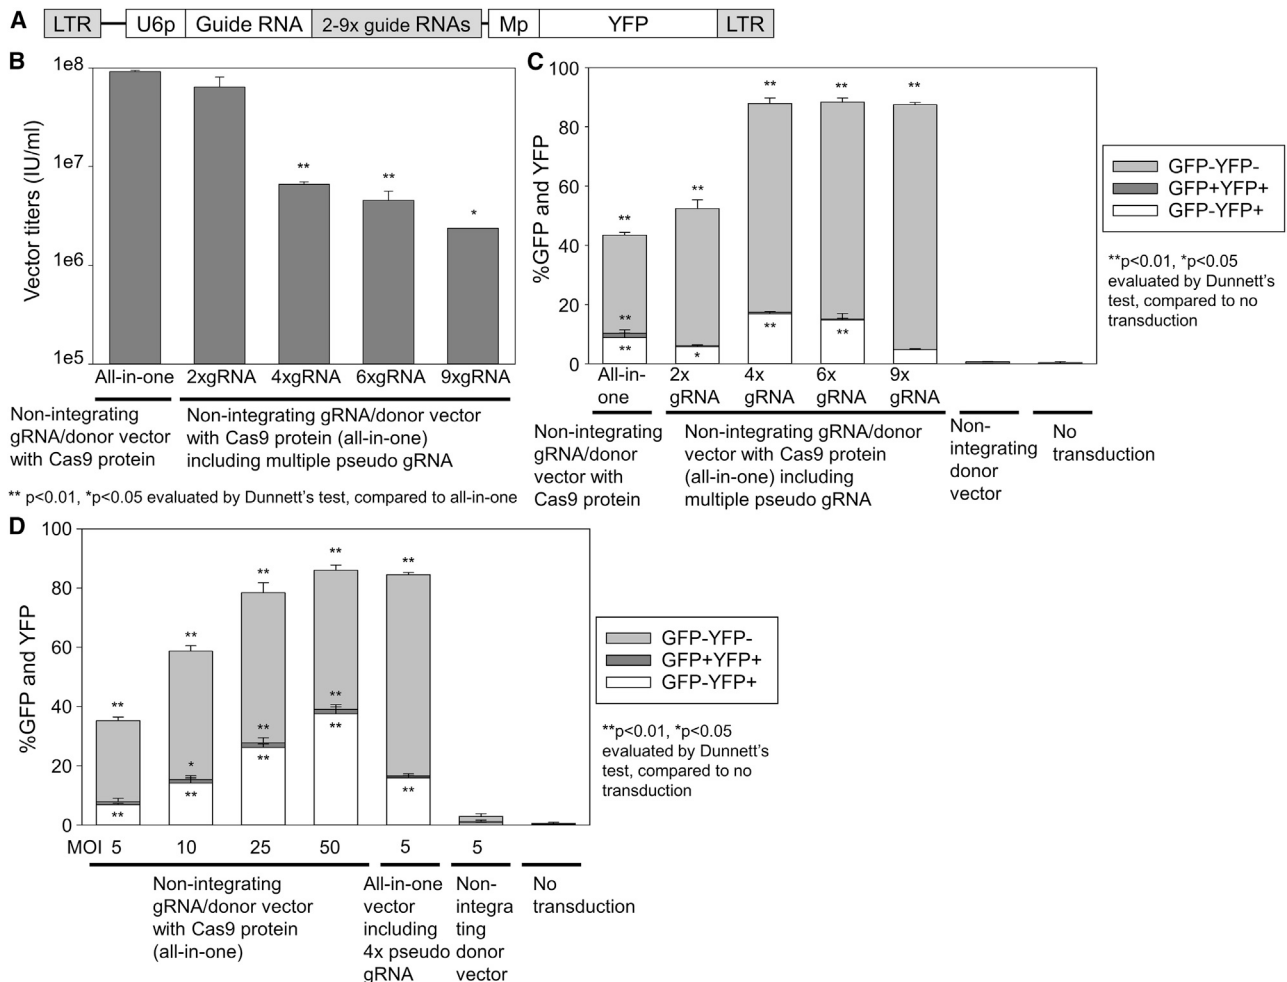 A
LTR U6p Guide RNA 2-9x guide RNAs Mp YFP LTR
B
Vector titers (IU/ml)
1e8
1e7
1e6
1e5
** ** *
All-in-one 2xgRNA 4xgRNA 6xgRNA 9xgRNA
Non-integrating
gRNA/donor vector
with Cas9 protein
Non-integrating gRNA/donor vector
with Cas9 protein (all-in-one)
including multiple pseudo gRNA
** p<0.01, *p<0.05 evaluated by Dunnett's test, compared to all-in-one
C
%GFP and YFP
100
80
60
40
20
0
** ** ** ** **
**
** * ** **
All-in-
one
2x
gRNA
4x
gRNA
6x
gRNA
9x
gRNA
Non-integrating
gRNA/donor
vector with
Cas9 protein
Non-integrating gRNA/donor
vector with Cas9 protein
(all-in-one) including
multiple pseudo gRNA
Non-
integrating
donor
vector
No
transduction
GFP-YFP-
GFP+YFP+
GFP-YFP+
**p<0.01, *p<0.05
evaluated by Dunnett's
test, compared to no
transduction
D
%GFP and YFP
100
80
60
40
20
0
** ** ** ** **
* ** **
** ** ** ** **
MOI 5 10 25 50 5 5
Non-integrating
gRNA/donor vector
with Cas9 protein
(all-in-one)
All-in-one
vector
including
4x pseudo
gRNA
Non-
integra
ting
donor
vector
No
transduction
GFP-YFP-
GFP+YFP+
GFP-YFP+
**p<0.01, *p<0.05
evaluated by Dunnett's
test, compared to no
transduction